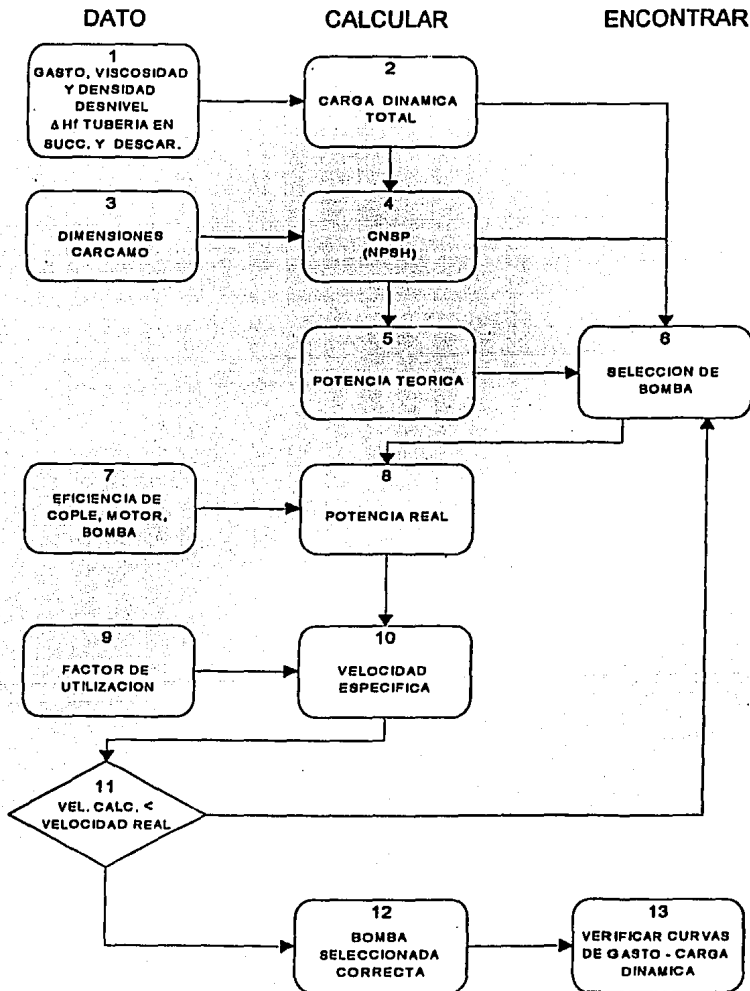 DATO
CALCULAR
ENCONTRAR
1
GASTO, VISCOSIDAD
Y DENSIDAD
DESNIVEL
ΔHf TUBERIA EN
SUCC. Y DESCAR.
2
CARGA DINAMICA
TOTAL
3
DIMENSIONES
CARCAMO
4
CNSP
(NPSH)
5
POTENCIA TEORICA
6
SELECCION DE
BOMBA
7
EFICIENCIA DE
COPLE, MOTOR,
BOMBA
8
POTENCIA REAL
9
FACTOR DE
UTILIZACION
10
VELOCIDAD
ESPECIFICA
11
VEL. CALC. <
VELOCIDAD REAL
12
BOMBA
SELECCIONADA
CORRECTA
13
VERIFICAR CURVAS
DE GASTO - CARGA
DINAMICA